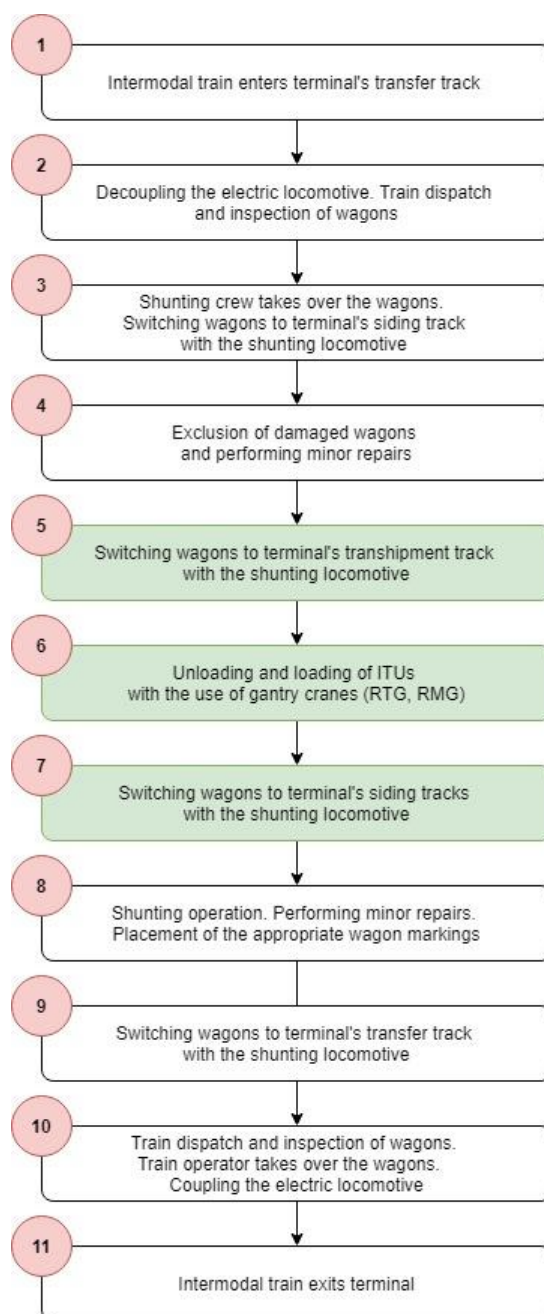 1
Intermodal train enters terminal's transfer track
2
Decoupling the electric locomotive. Train dispatch
and inspection of wagons
3
Shunting crew takes over the wagons.
Switching wagons to terminal's siding track
with the shunting locomotive
4
Exclusion of damaged wagons
and performing minor repairs
5
Switching wagons to terminal's transhipment track
with the shunting locomotive
6
Unloading and loading of ITUs
with the use of gantry cranes (RTG, RMG)
7
Switching wagons to terminal's siding tracks
with the shunting locomotive
8
Shunting operation. Performing minor repairs.
Placement of the appropriate wagon markings
9
Switching wagons to terminal's transfer track
with the shunting locomotive
10
Train dispatch and inspection of wagons.
Train operator takes over the wagons.
Coupling the electric locomotive
11
Intermodal train exits terminal